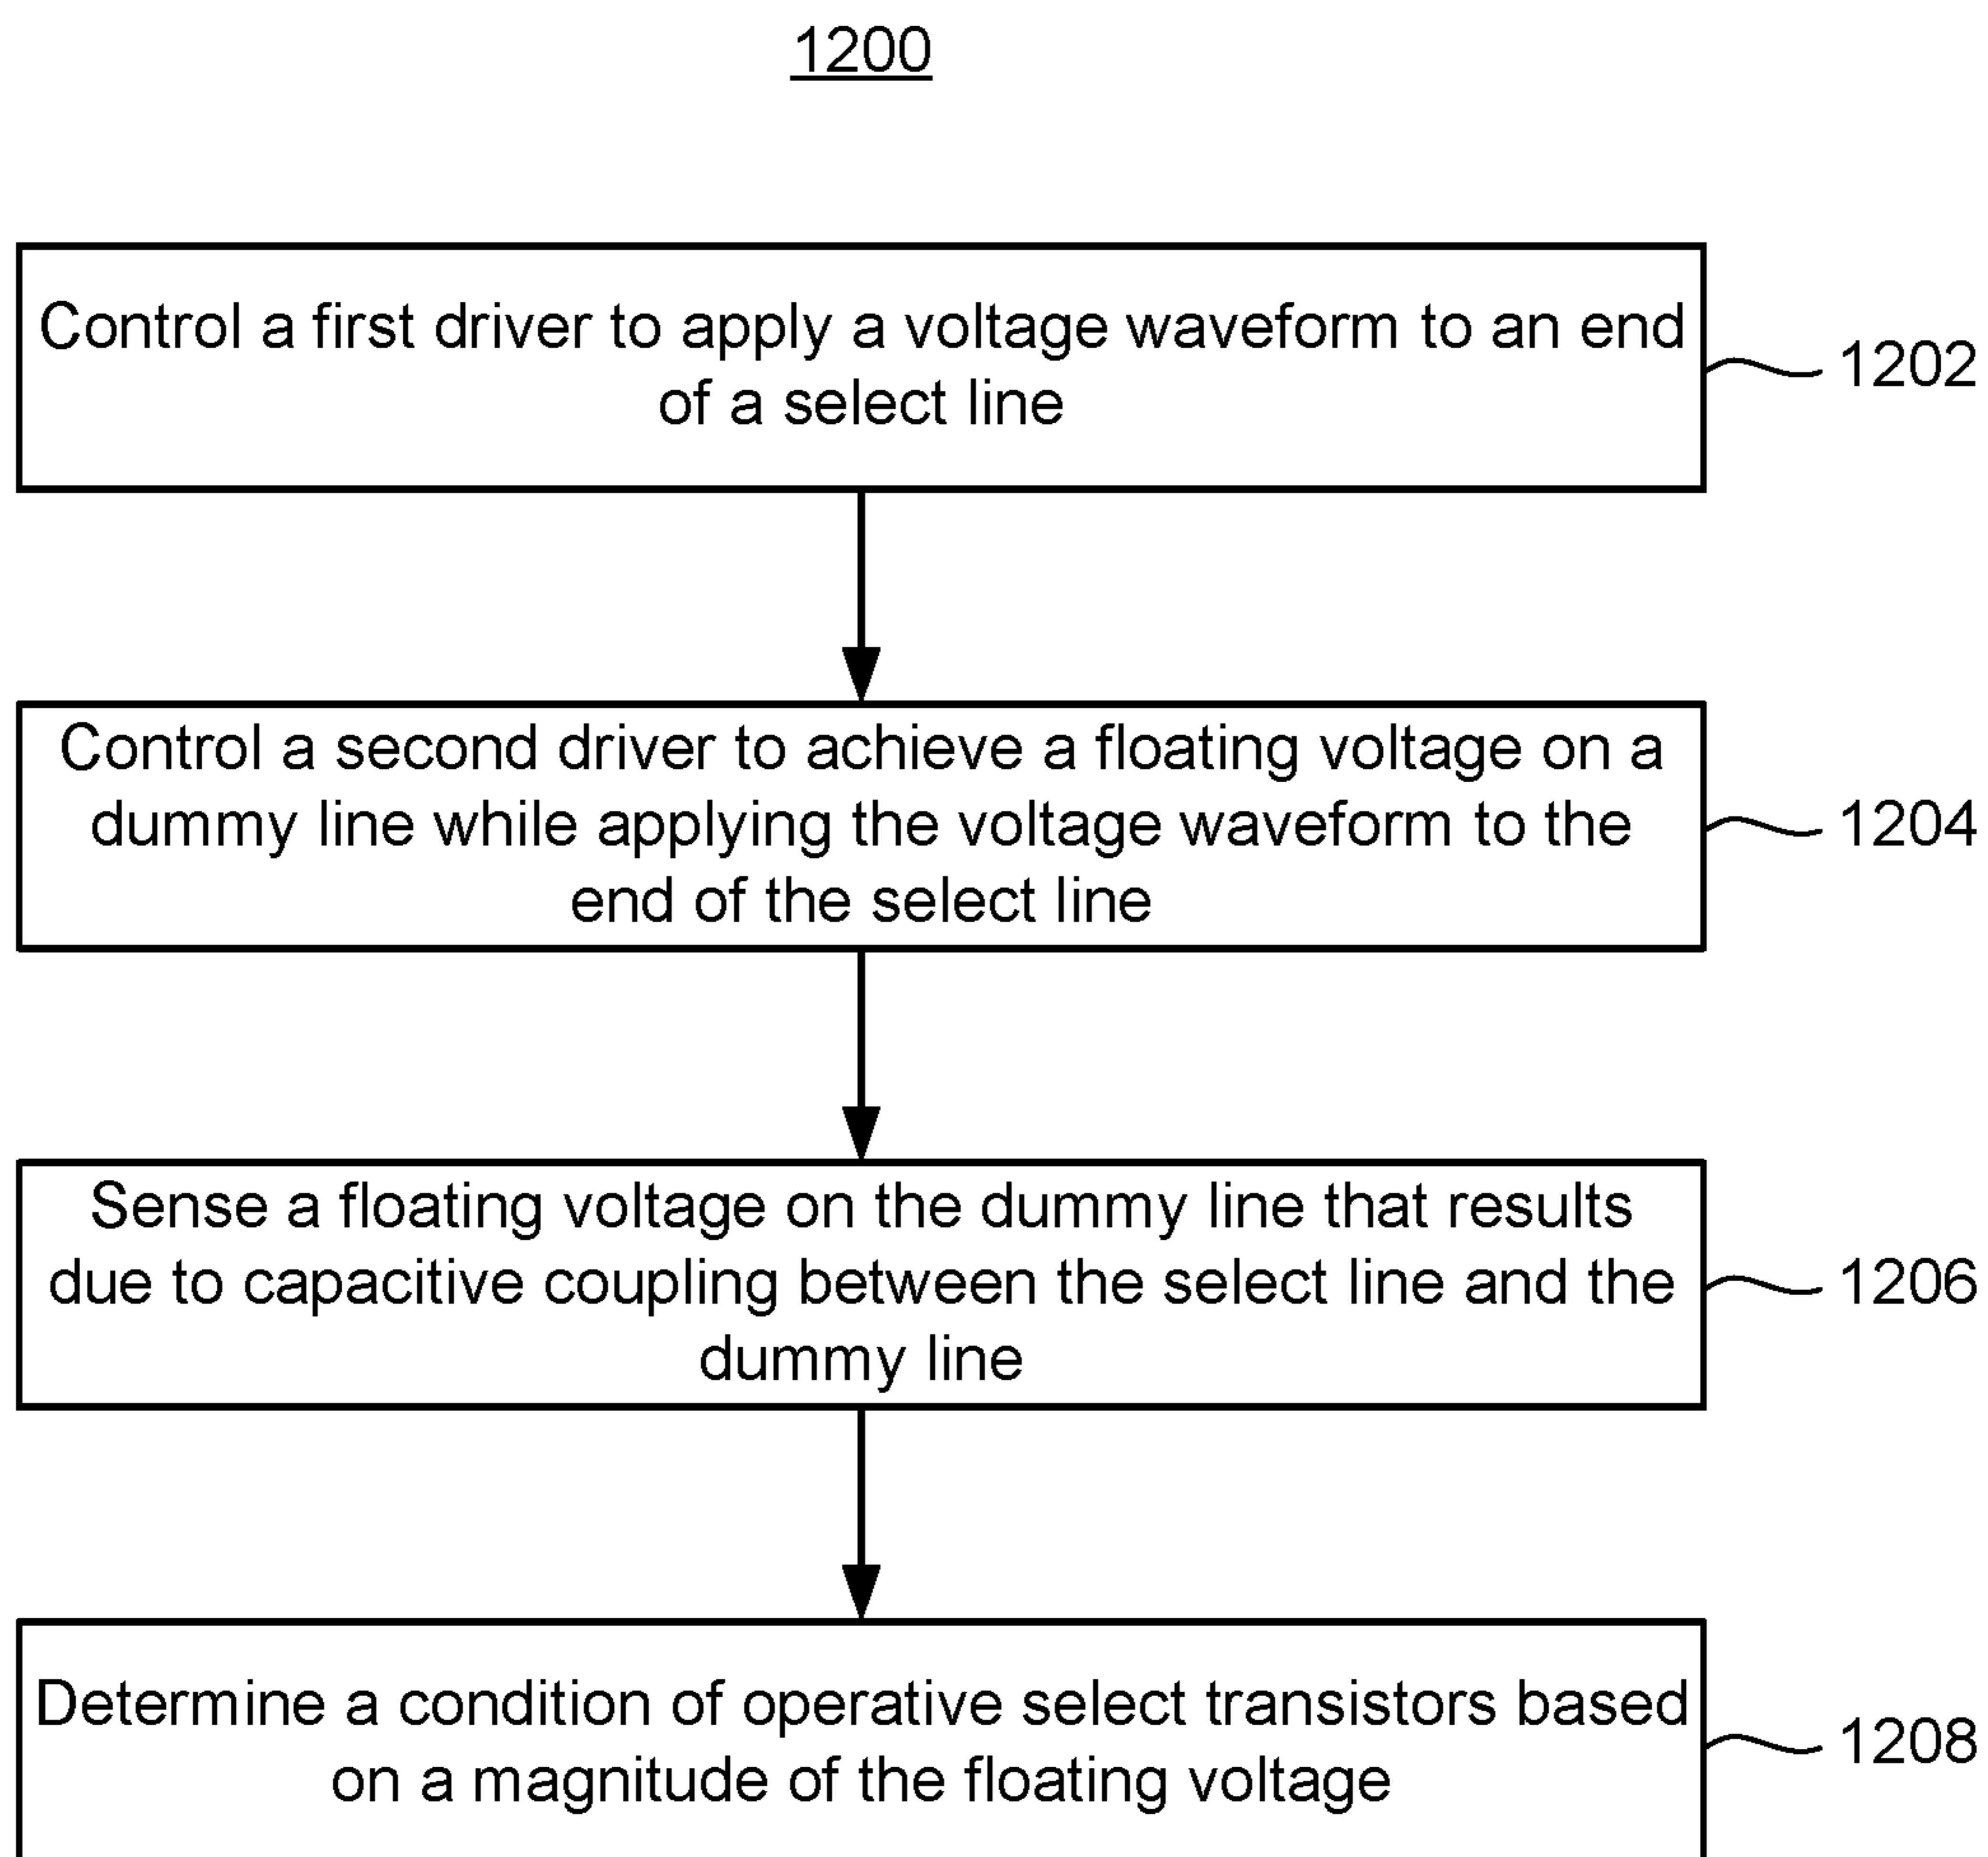 1200
Control a first driver to apply a voltage waveform to an end
of a select line
1202
Control a second driver to achieve a floating voltage on a
dummy line while applying the voltage waveform to the
end of the select line
1204
Sense a floating voltage on the dummy line that results
due to capacitive coupling between the select line and the
dummy line
1206
Determine a condition of operative select transistors based
on a magnitude of the floating voltage
1208